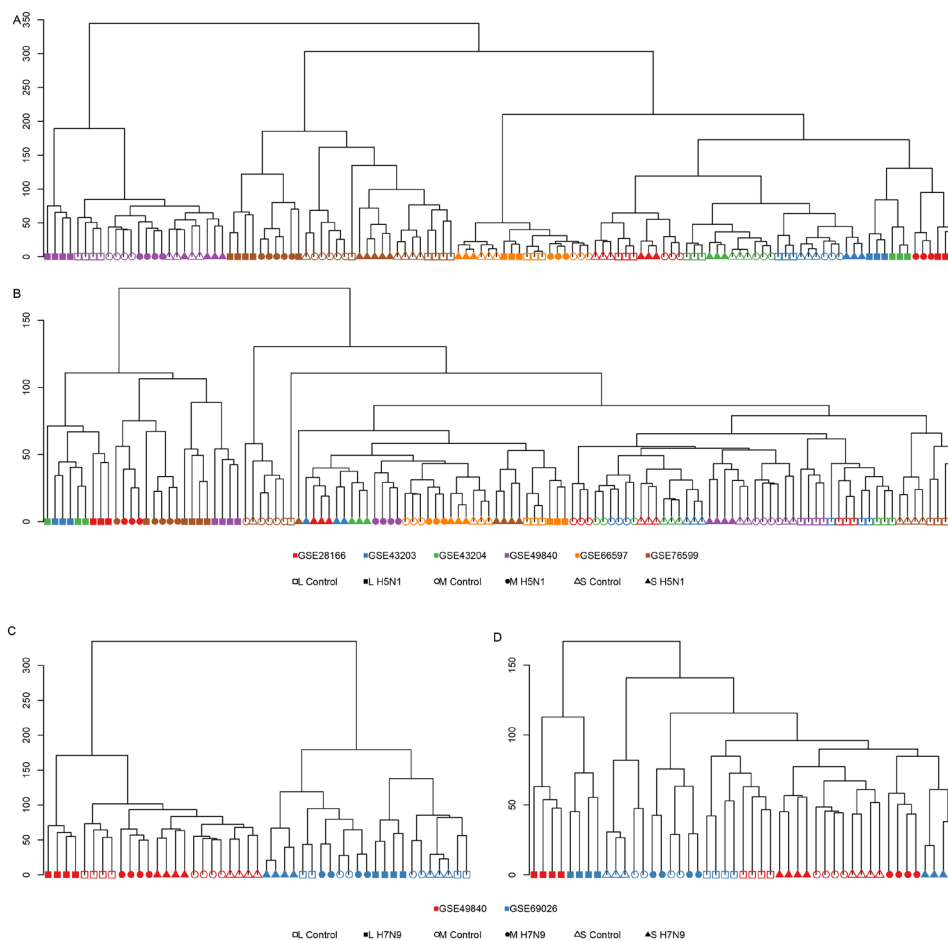 A
350
300
250
200
150
100
50
0
B
150
100
50
0
GSE28166 GSE43203 GSE43204 GSE49840 GSE66597 GSE76599
L Control L H5N1 M Control M H5N1 S Control S H5N1
C
D
300
250
200
150
100
50
0
150
100
50
0
GSE49840 GSE69026
L Control L H7N9 M Control M H7N9 S Control S H7N9